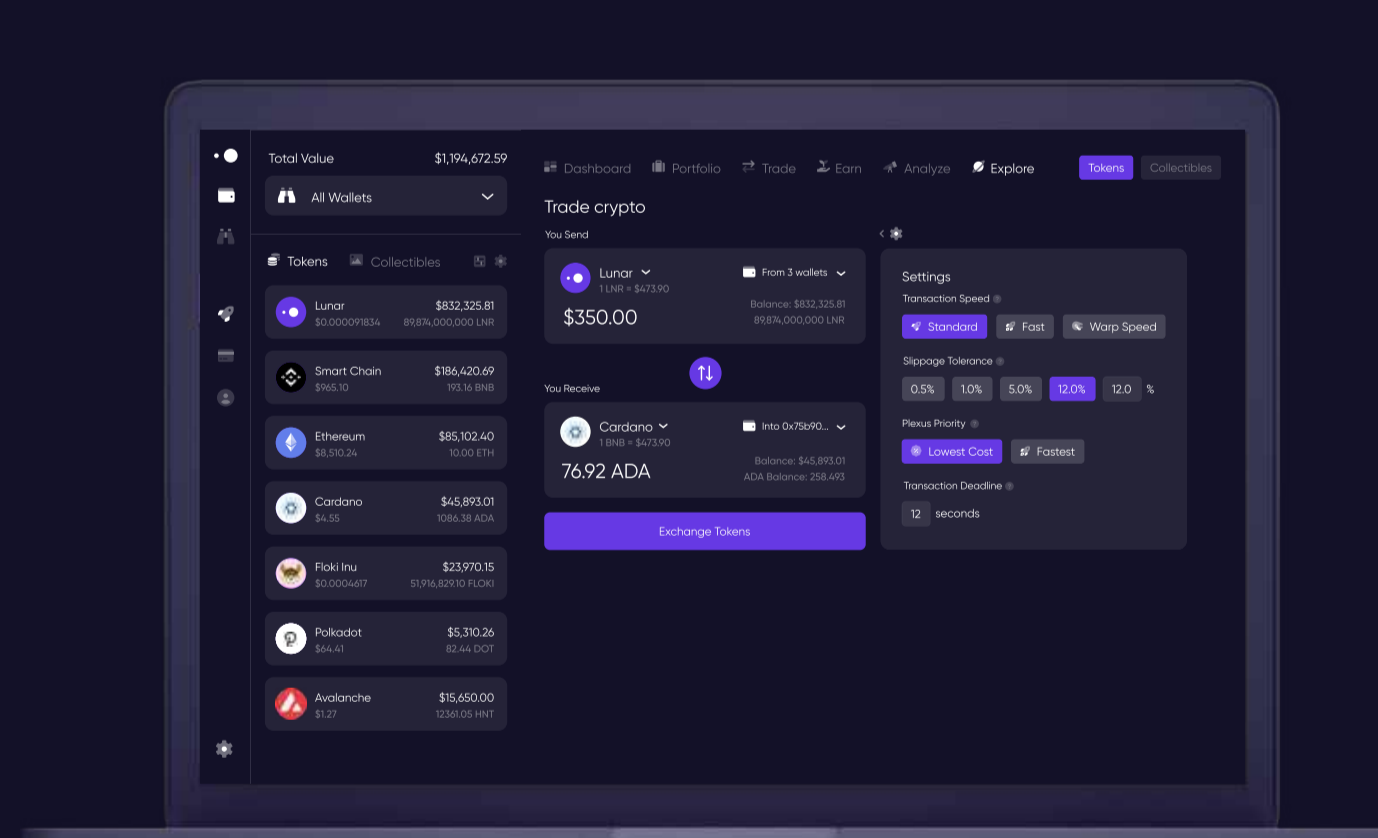 Total Value $1,194,672.59
All Wallets
Tokens Collectibles
Lunar $832,325.81
$0.000091834 89,874,000,000 LNR
Smart Chain $186,420.69
$965.10 193.16 BNB
Ethereum $85,102.40
$8,510.24 10.00 ETH
Cardano $45,893.01
$4.55 1086.38 ADA
Floki Inu $23,970.15
$0.0004617 51,916,829.10 FLOKI
Polkadot $5,310.26
$64.41 82.44 DOT
Avalanche $15,650.00
$1.27 12361.05 HNT
Dashboard Portfolio Trade Earn Analyze Explore Tokens Collectibles
Trade crypto
You Send
Lunar From 3 wallets
1 LNR = $473.90
$350.00
Balance: $832,325.81
89,874,000,000 LNR
You Receive
Cardano Into 0x75b90...
1 BNB = $473.90
76.92 ADA
Balance: $45,893.01
ADA Balance: 258.493
Exchange Tokens
Settings
Transaction Speed ?
Standard Fast Warp Speed
Slippage Tolerance ?
0.5% 1.0% 5.0% 12.0% 12.0 %
Plexus Priority ?
Lowest Cost Fastest
Transaction Deadline ?
12 seconds